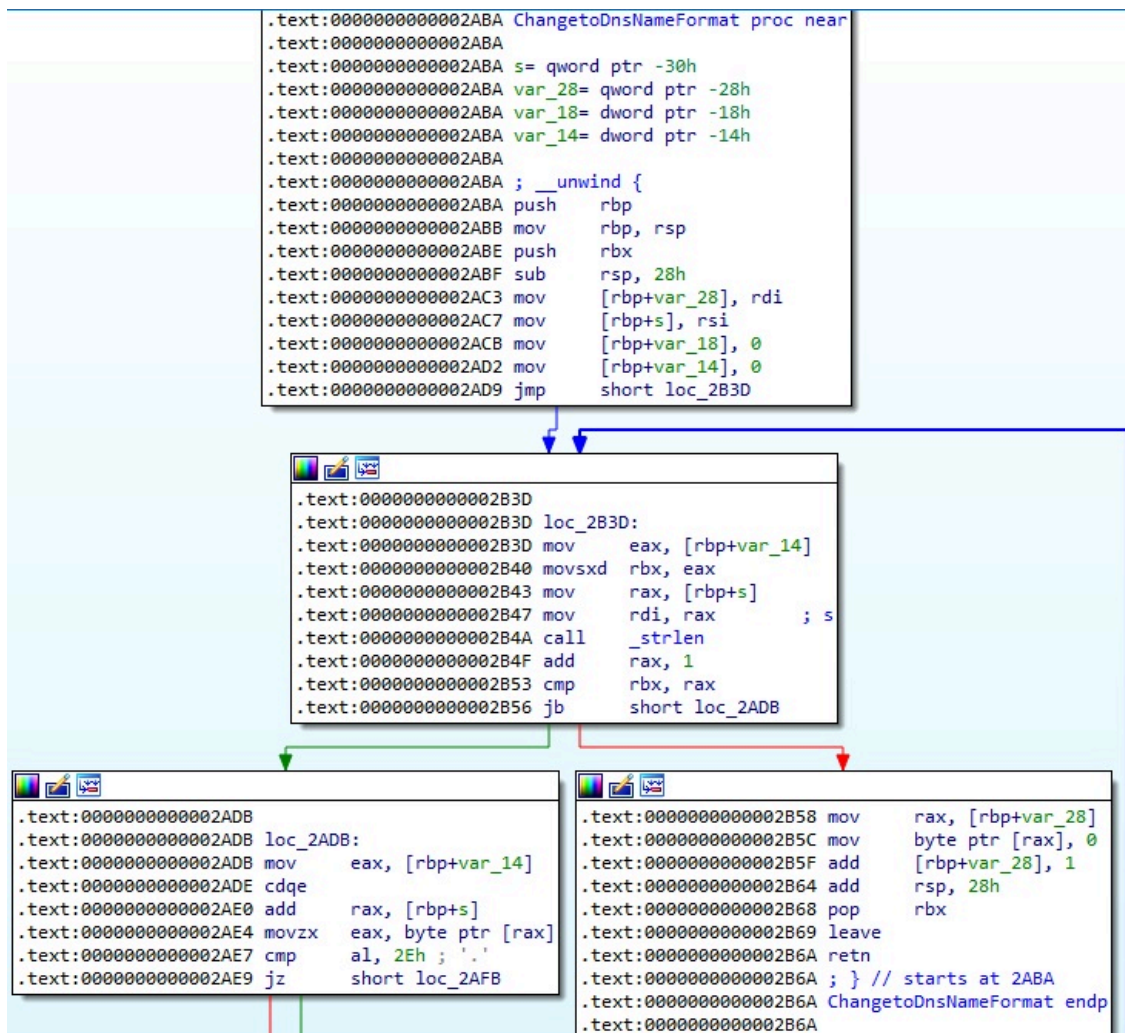 .text:0000000000002ABA ChangetoDnsNameFormat proc near
.text:0000000000002ABA
.text:0000000000002ABA s= qword ptr -30h
.text:0000000000002ABA var_28= qword ptr -28h
.text:0000000000002ABA var_18= dword ptr -18h
.text:0000000000002ABA var_14= dword ptr -14h
.text:0000000000002ABA
.text:0000000000002ABA ; __unwind {
.text:0000000000002ABA push rbp
.text:0000000000002ABB mov rbp, rsp
.text:0000000000002ABE push rbx
.text:0000000000002ABF sub rsp, 28h
.text:0000000000002AC3 mov [rbp+var_28], rdi
.text:0000000000002AC7 mov [rbp+s], rsi
.text:0000000000002ACB mov [rbp+var_18], 0
.text:0000000000002AD2 mov [rbp+var_14], 0
.text:0000000000002AD9 jmp short loc_2B3D
.text:0000000000002B3D
.text:0000000000002B3D loc_2B3D:
.text:0000000000002B3D mov eax, [rbp+var_14]
.text:0000000000002B40 movsxd rbx, eax
.text:0000000000002B43 mov rax, [rbp+s]
.text:0000000000002B47 mov rdi, rax ; s
.text:0000000000002B4A call _strlen
.text:0000000000002B4F add rax, 1
.text:0000000000002B53 cmp rbx, rax
.text:0000000000002B56 jb short loc_2ADB
.text:0000000000002ADB
.text:0000000000002ADB loc_2ADB:
.text:0000000000002ADB mov eax, [rbp+var_14]
.text:0000000000002ADE cdqe
.text:0000000000002AE0 add rax, [rbp+s]
.text:0000000000002AE4 movzx eax, byte ptr [rax]
.text:0000000000002AE7 cmp al, 2Eh ; '.'
.text:0000000000002AE9 jz short loc_2AFB
.text:0000000000002B58 mov rax, [rbp+var_28]
.text:0000000000002B5C mov byte ptr [rax], 0
.text:0000000000002B5F add [rbp+var_28], 1
.text:0000000000002B64 add rsp, 28h
.text:0000000000002B68 pop rbx
.text:0000000000002B69 leave
.text:0000000000002B6A retn
.text:0000000000002B6A ; } // starts at 2ABA
.text:0000000000002B6A ChangetoDnsNameFormat endp
.text:0000000000002B6A